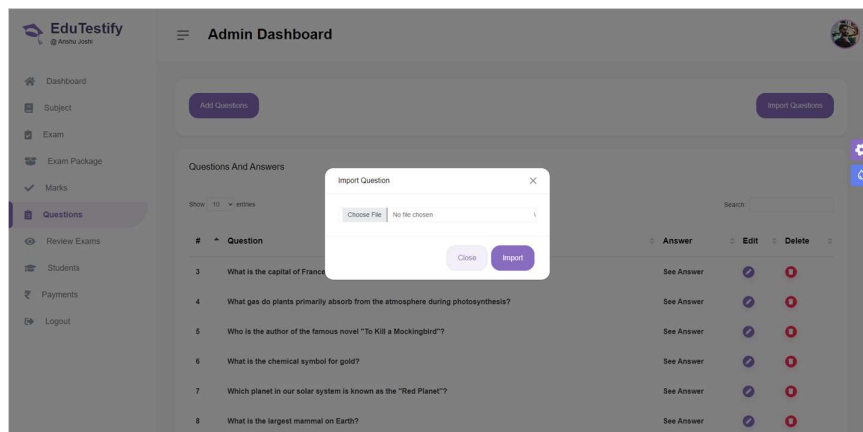 EduTestify
@ Anshu Joshi
Admin Dashboard
Dashboard
Subject
Exam
Exam Package
Marks
Questions
Review Exams
Students
Payments
Logout
Add Questions
Import Questions
Questions And Answers
Show 10 entries
Search
Import Question
Choose File No file chosen
Close Import
# Question Answer Edit Delete
3 What is the capital of France See Answer
4 What gas do plants primarily absorb from the atmosphere during photosynthesis? See Answer
5 Who is the author of the famous novel "To Kill a Mockingbird"? See Answer
6 What is the chemical symbol for gold? See Answer
7 Which planet in our solar system is known as the "Red Planet"? See Answer
8 What is the largest mammal on Earth? See Answer